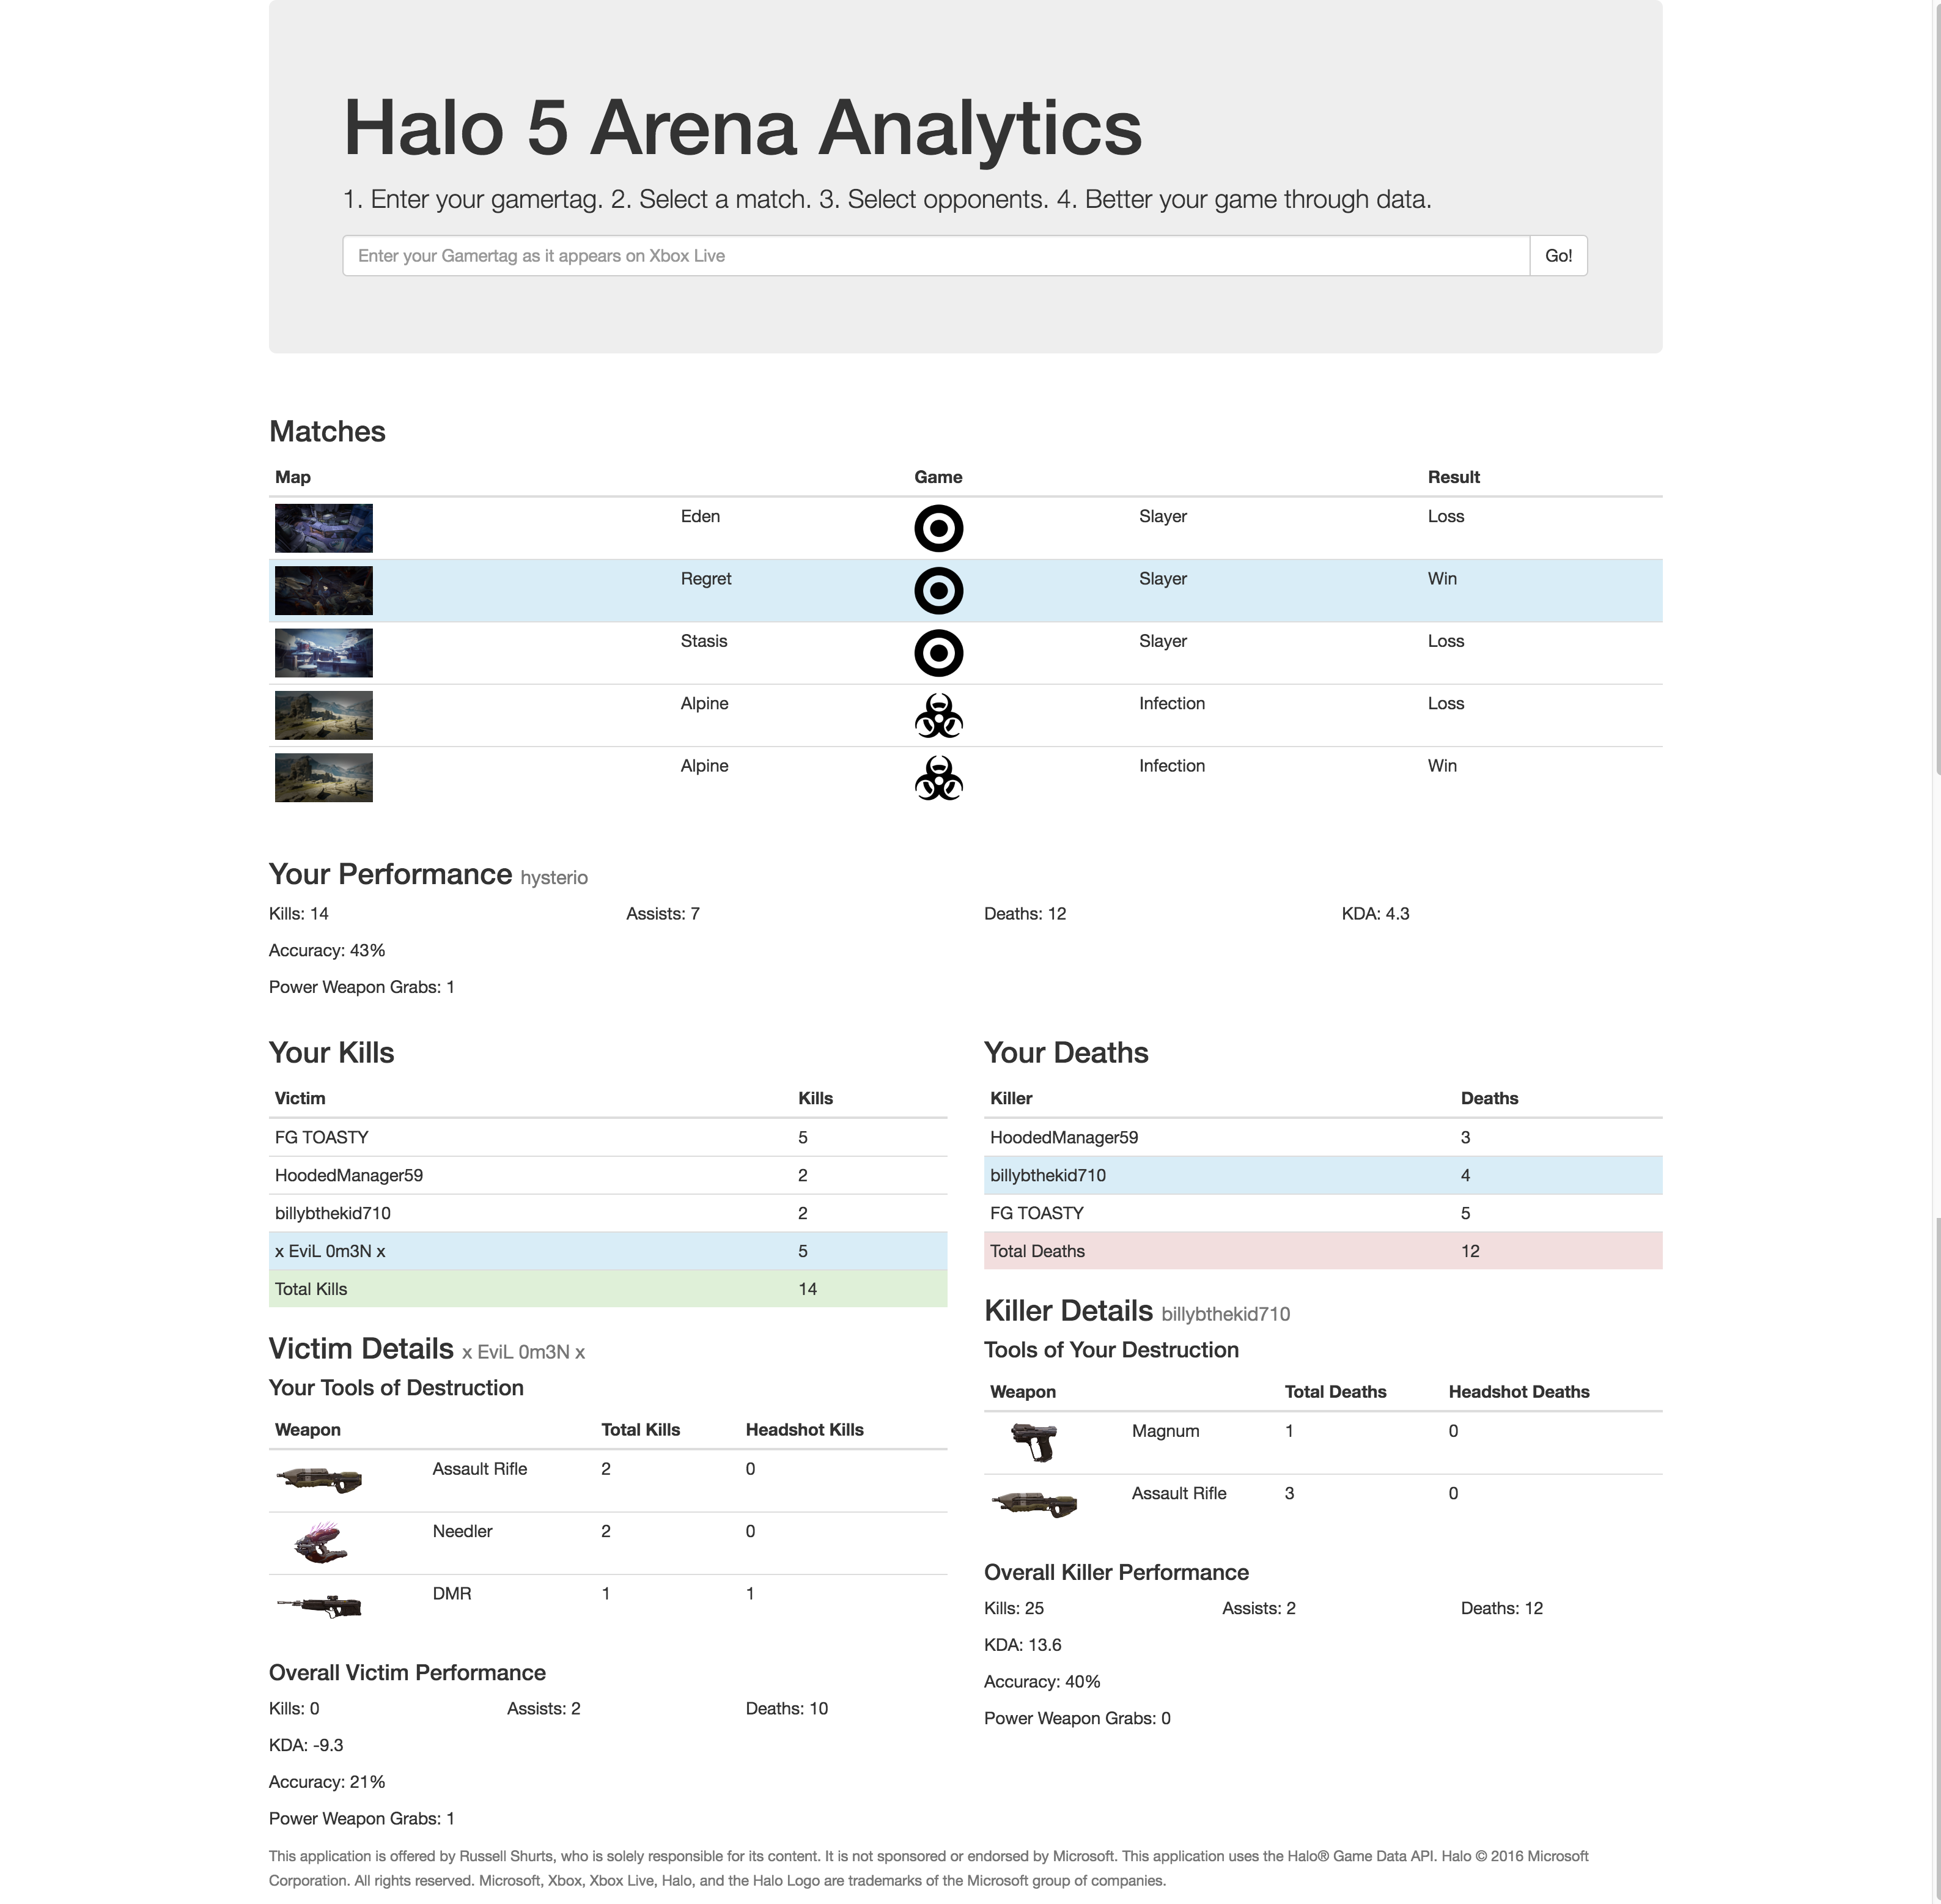 Halo 5 Arena Analytics
1. Enter your gamertag. 2. Select a match. 3. Select opponents. 4. Better your game through data.
Enter your Gamertag as it appears on Xbox Live Go!
Matches
Map Game Result
Eden Slayer Loss
Regret Slayer Win
Stasis Slayer Loss
Alpine Infection Loss
Alpine Infection Win
Your Performance hysterio
Kills: 14 Assists: 7 Deaths: 12 KDA: 4.3
Accuracy: 43%
Power Weapon Grabs: 1
Your Kills
Victim Kills
FG TOASTY 5
HoodedManager59 2
billybthekid710 2
x EviL 0m3N x 5
Total Kills 14
Victim Details x EviL 0m3N x
Your Tools of Destruction
Weapon Total Kills Headshot Kills
Assault Rifle 2 0
Needler 2 0
DMR 1 1
Overall Victim Performance
Kills: 0 Assists: 2 Deaths: 10
KDA: -9.3
Accuracy: 21%
Power Weapon Grabs: 1
Your Deaths
Killer Deaths
HoodedManager59 3
billybthekid710 4
FG TOASTY 5
Total Deaths 12
Killer Details billybthekid710
Tools of Your Destruction
Weapon Total Deaths Headshot Deaths
Magnum 1 0
Assault Rifle 3 0
Overall Killer Performance
Kills: 25 Assists: 2 Deaths: 12
KDA: 13.6
Accuracy: 40%
Power Weapon Grabs: 0
This application is offered by Russell Shurts, who is solely responsible for its content. It is not sponsored or endorsed by Microsoft. This application uses the Halo® Game Data API. Halo © 2016 Microsoft
Corporation. All rights reserved. Microsoft, Xbox, Xbox Live, Halo, and the Halo Logo are trademarks of the Microsoft group of companies.